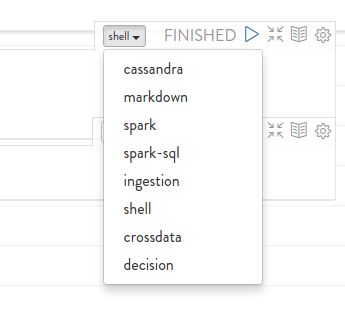 shell
FINISHED
cassandra
markdown
spark
spark-sql
ingestion
shell
crossdata
decision